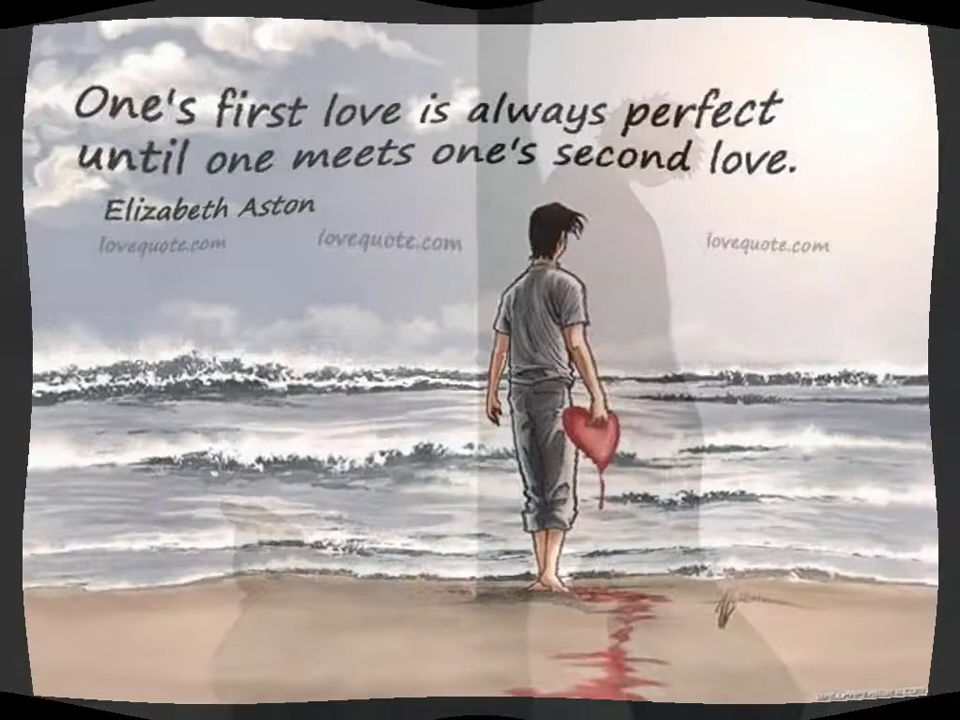 One's first love is always perfect
until one meets one's second love.
Elizabeth Aston
lovequote.com lovequote.com lovequote.com